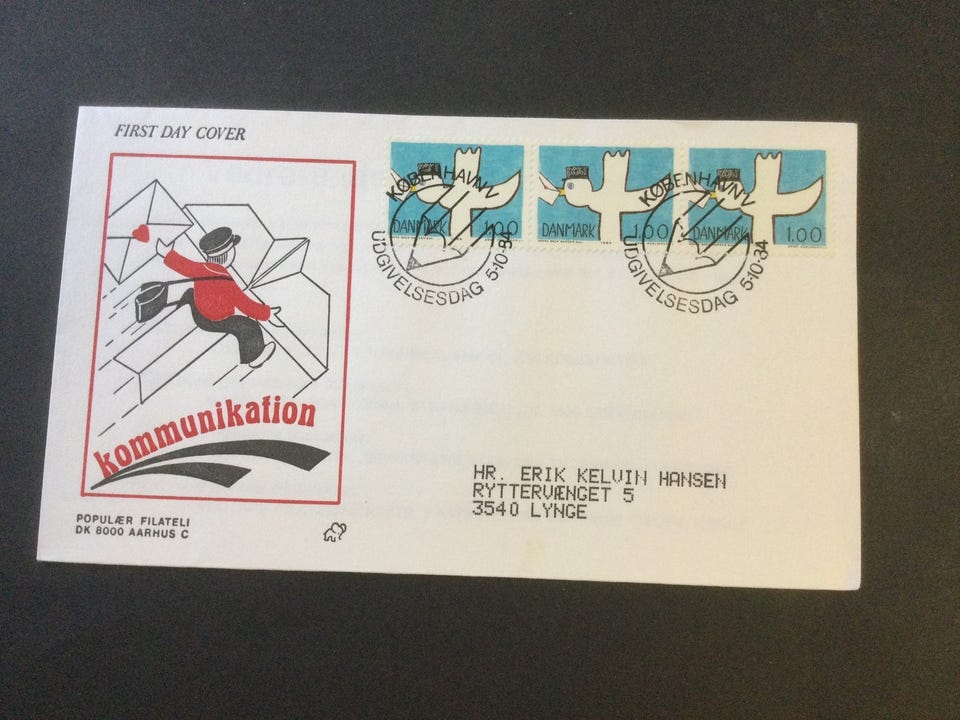 FIRST DAY COVER
DANMARK 1.00
DANMARK 1.00
DANMARK 1.00
KØBENHAVN V
UDGIVELSESDAG 5-10-84
KØBENHAVN V
UDGIVELSESDAG 5-10-84
kommunikation
HR. ERIK KELVIN HANSEN
RYTTERVÆNGET 5
3540 LYNGE
POPULÆR FILATELI
DK 8000 AARHUS C